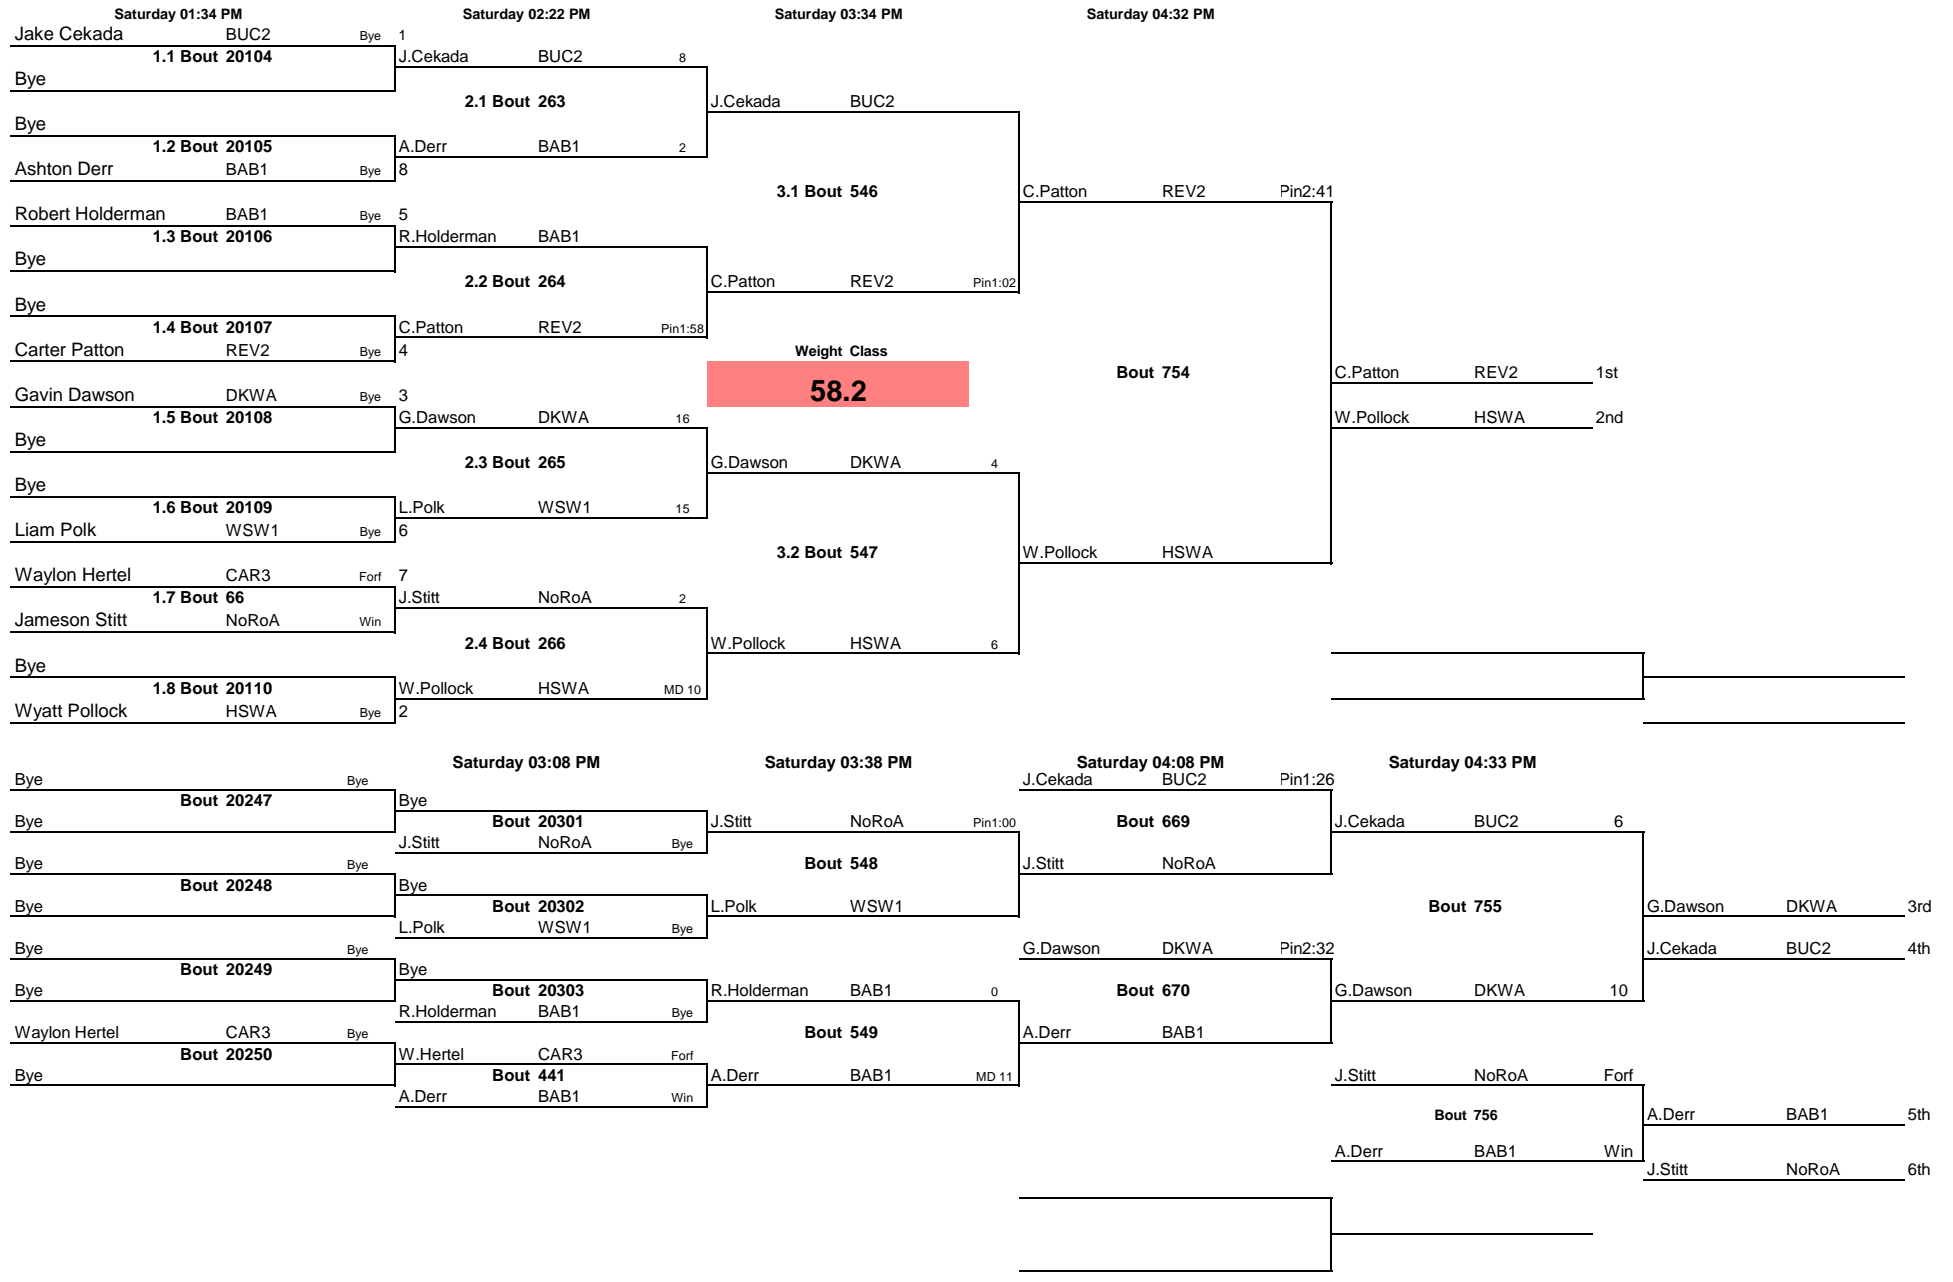 Saturday 01:34 PM Saturday 02:22 PM Saturday 03:34 PM Saturday 04:32 PM
Jake Cekada BUC2 Bye 1
1.1 Bout 20104 J.Cekada BUC2 8
Bye
2.1 Bout 263 J.Cekada BUC2
Bye
1.2 Bout 20105 A.Derr BAB1 2
Ashton Derr BAB1 Bye 8
3.1 Bout 546 C.Patton REV2 Pin2:41
Robert Holderman BAB1 Bye 5
1.3 Bout 20106 R.Holderman BAB1
Bye
2.2 Bout 264 C.Patton REV2 Pin1:02
Bye
1.4 Bout 20107 C.Patton REV2 Pin1:58
Carter Patton REV2 Bye 4 Weight Class
Bout 754 C.Patton REV2 1st
58.2
Gavin Dawson DKWA Bye 3
1.5 Bout 20108 G.Dawson DKWA 16 W.Pollock HSWA 2nd
Bye
2.3 Bout 265 G.Dawson DKWA 4
Bye
1.6 Bout 20109 L.Polk WSW1 15
Liam Polk WSW1 Bye 6
3.2 Bout 547 W.Pollock HSWA
Waylon Hertel CAR3 Forf 7
1.7 Bout 66 J.Stitt NoRoA 2
Jameson Stitt NoRoA Win
2.4 Bout 266 W.Pollock HSWA 6
Bye
1.8 Bout 20110 W.Pollock HSWA MD 10
Wyatt Pollock HSWA Bye 2
Saturday 03:08 PM Saturday 03:38 PM Saturday 04:08 PM Saturday 04:33 PM
Bye Bye J.Cekada BUC2 Pin1:26
Bout 20247 Bye
Bye Bout 20301 J.Stitt NoRoA Pin1:00 Bout 669 J.Cekada BUC2 6
J.Stitt NoRoA Bye
Bye Bye Bout 548 J.Stitt NoRoA
Bout 20248 Bye
Bye Bout 20302 L.Polk WSW1 Bout 755 G.Dawson DKWA 3rd
L.Polk WSW1 Bye
Bye Bye G.Dawson DKWA Pin2:32 J.Cekada BUC2 4th
Bout 20249 Bye
Bye Bout 20303 R.Holderman BAB1 0 Bout 670 G.Dawson DKWA 10
R.Holderman BAB1 Bye
Waylon Hertel CAR3 Bye Bout 549 A.Derr BAB1
Bout 20250 W.Hertel CAR3 Forf
Bye Bout 441 A.Derr BAB1 MD 11 J.Stitt NoRoA Forf
A.Derr BAB1 Win
Bout 756 A.Derr BAB1 5th
A.Derr BAB1 Win
J.Stitt NoRoA 6th